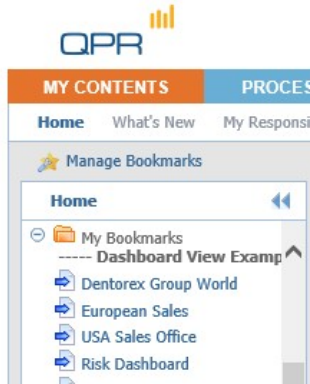 QPR
MY CONTENTS PROCES
Home What's New My Responsi
Manage Bookmarks
Home
My Bookmarks
----- Dashboard View Examp
Dentorex Group World
European Sales
USA Sales Office
Risk Dashboard